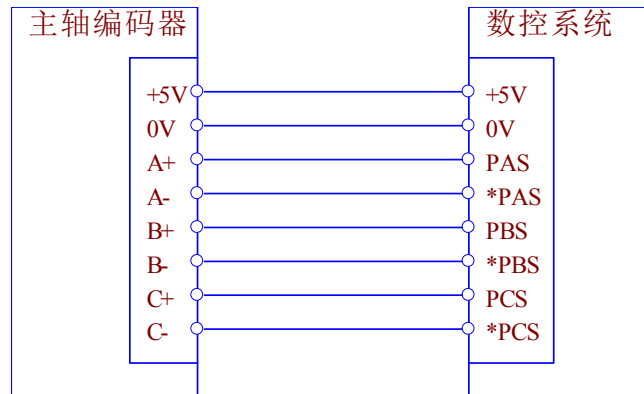 主轴编码器 数控系统
+5V +5V
0V 0V
A+ PAS
A- *PAS
B+ PBS
B- *PBS
C+ PCS
C- *PCS